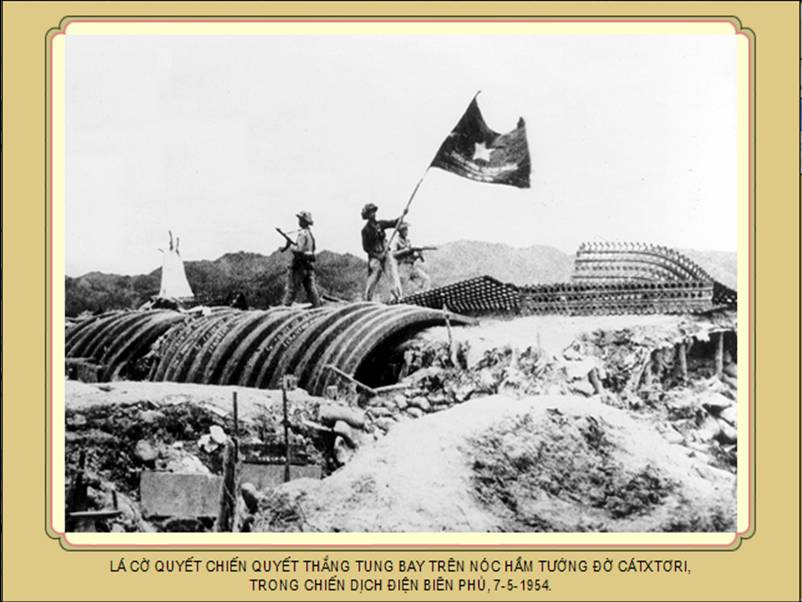 LÁ CỜ QUYẾT CHIẾN QUYẾT THẮNG TUNG BAY TRÊN NÓC HẦM TƯỚNG ĐỜ CÁTXTƠRI,
TRONG CHIẾN DỊCH ĐIỆN BIÊN PHỦ, 7-5-1954.